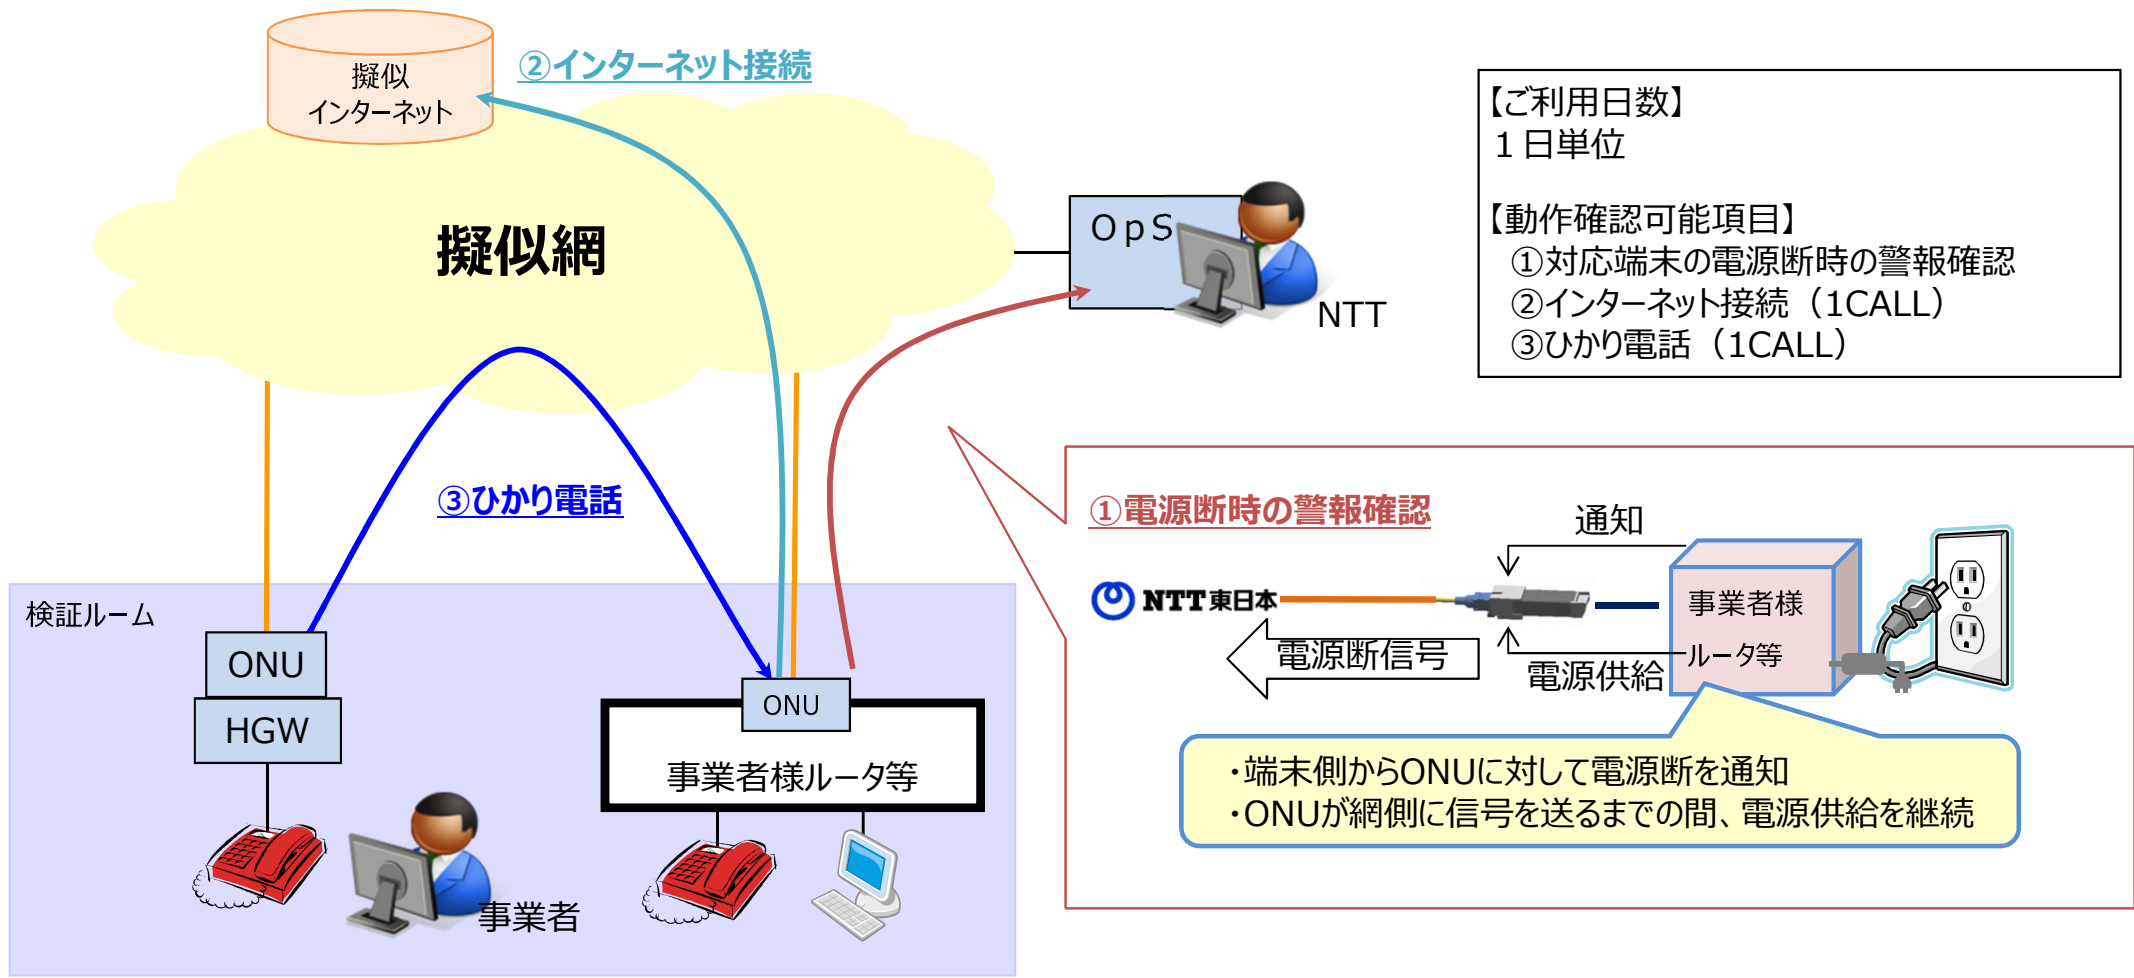 擬似
インターネット
②インターネット接続
擬似網
OpS
NTT
【ご利用日数】
１日単位
【動作確認可能項目】
①対応端末の電源断時の警報確認
②インターネット接続（1CALL）
③ひかり電話（1CALL）
③ひかり電話
検証ルーム
ONU
HGW
ONU
事業者様ルータ等
事業者
①電源断時の警報確認
通知
NTT東日本
事業者様
ルータ等
電源断信号
電源供給
・端末側からONUに対して電源断を通知
・ONUが網側に信号を送るまでの間、電源供給を継続